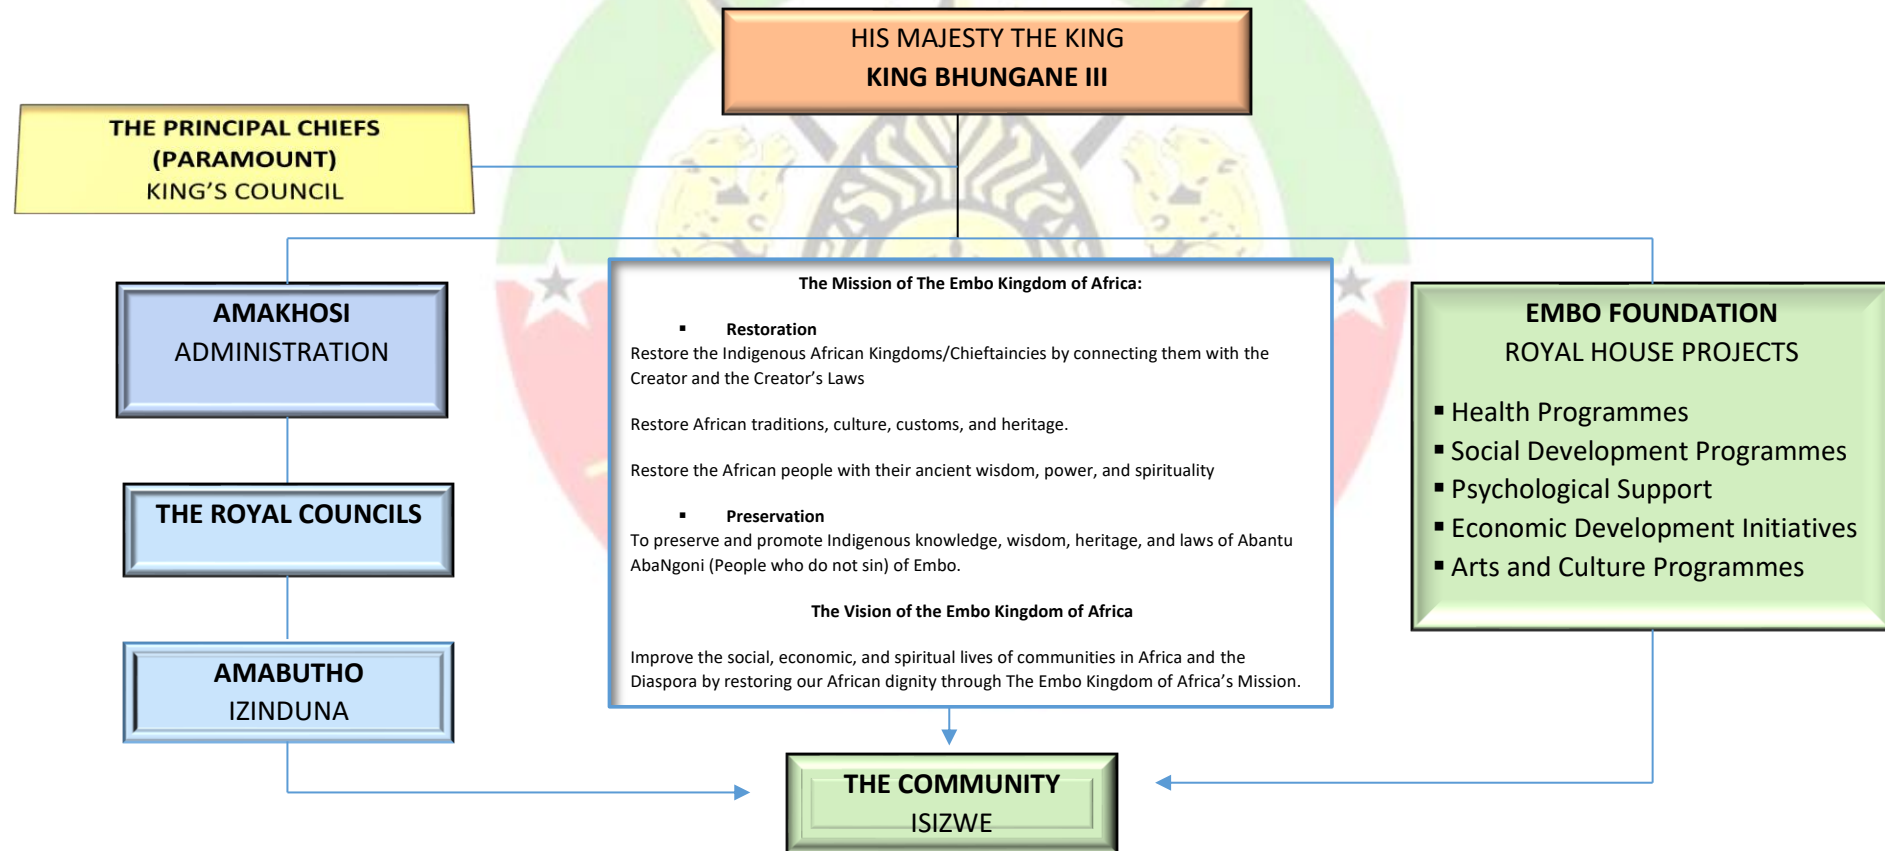 HIS MAJESTY THE KING
KING BHUNGANE III
THE PRINCIPAL CHIEFS
(PARAMOUNT)
KING'S COUNCIL
AMAKHOSI
ADMINISTRATION
THE ROYAL COUNCILS
AMABUTHO
IZINDUNA
The Mission of The Embo Kingdom of Africa:
▪ Restoration
Restore the Indigenous African Kingdoms/Chieftaincies by connecting them with the
Creator and the Creator's Laws
Restore African traditions, culture, customs, and heritage.
Restore the African people with their ancient wisdom, power, and spirituality
▪ Preservation
To preserve and promote Indigenous knowledge, wisdom, heritage, and laws of Abantu
AbaNgoni (People who do not sin) of Embo.
The Vision of the Embo Kingdom of Africa
Improve the social, economic, and spiritual lives of communities in Africa and the
Diaspora by restoring our African dignity through The Embo Kingdom of Africa's Mission.
EMBO FOUNDATION
ROYAL HOUSE PROJECTS
▪ Health Programmes
▪ Social Development Programmes
▪ Psychological Support
▪ Economic Development Initiatives
▪ Arts and Culture Programmes
THE COMMUNITY
ISIZWE